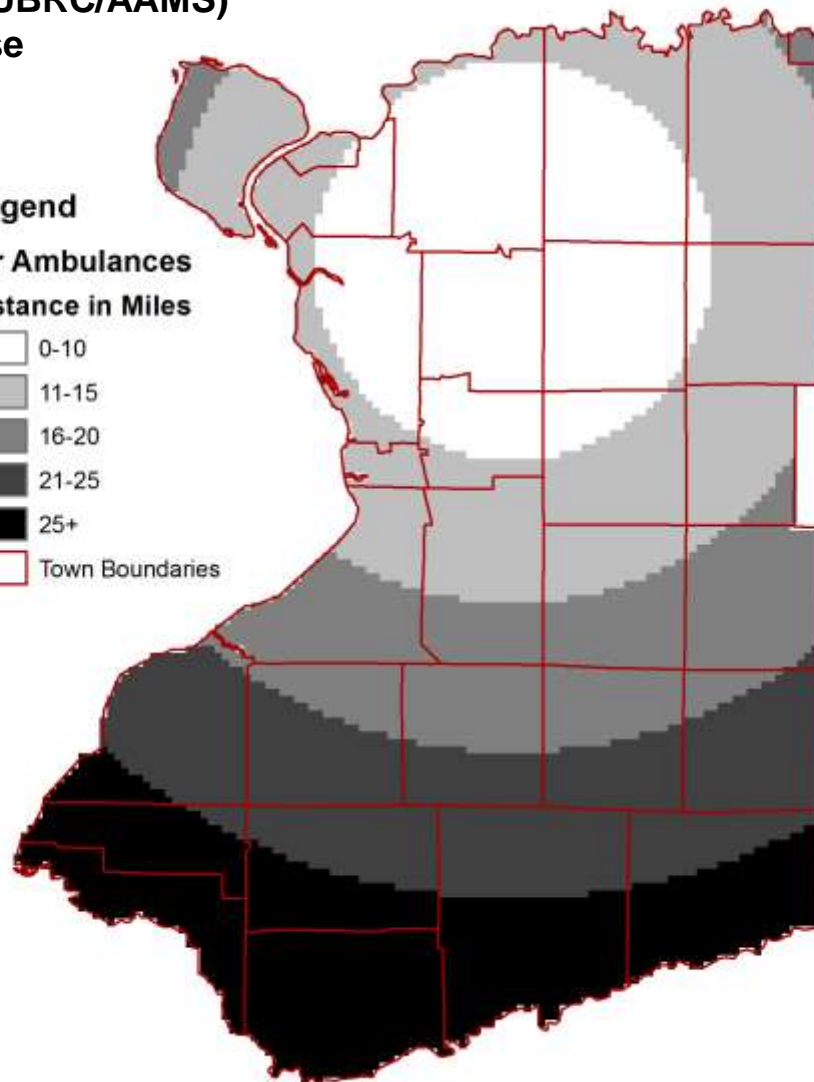 UBRC/AAMS)
se
gend
r Ambulances
stance in Miles
0-10
11-15
16-20
21-25
25+
Town Boundaries